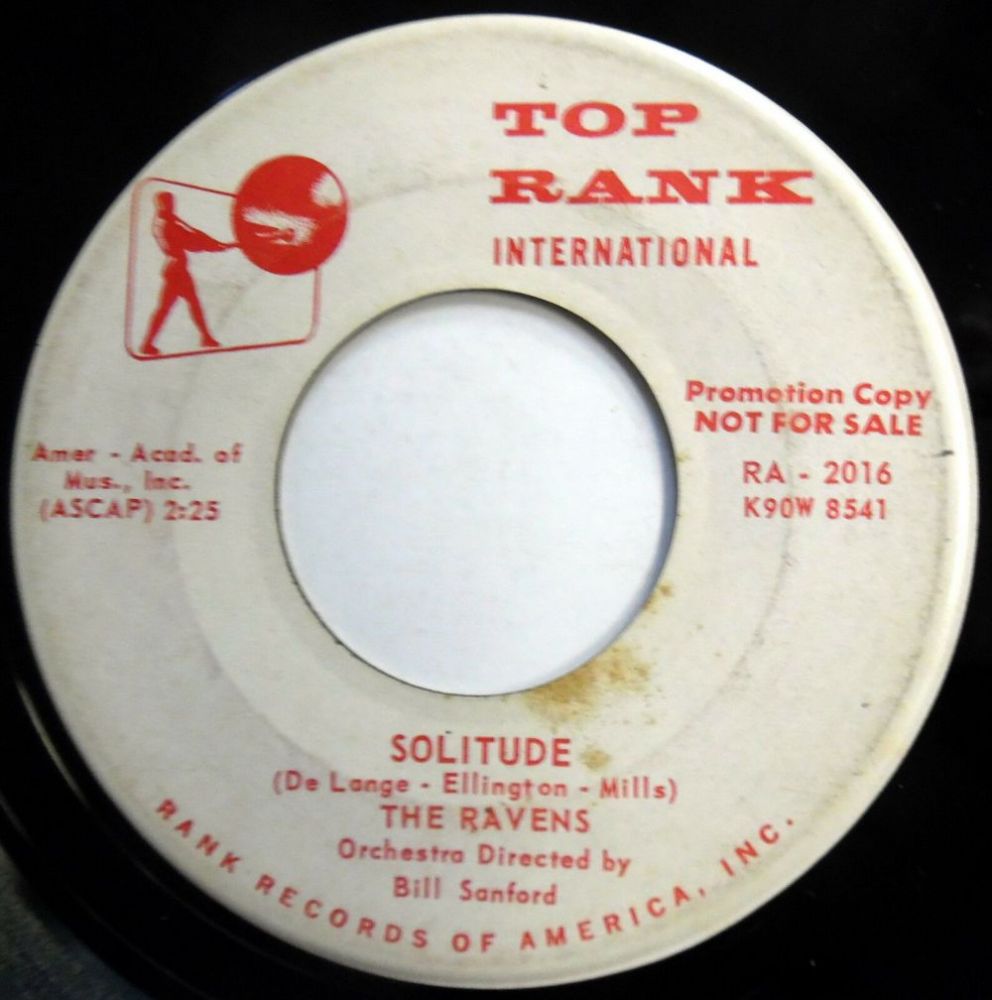 TOP
RANK
INTERNATIONAL
Promotion Copy
NOT FOR SALE
RA - 2016
K90W 8541
Amer - Acad. of
Mus., Inc.
(ASCAP) 2:25
SOLITUDE
(De Lange - Ellington - Mills)
THE RAVENS
Orchestra Directed by
Bill Sanford
RANK RECORDS OF AMERICA, INC.